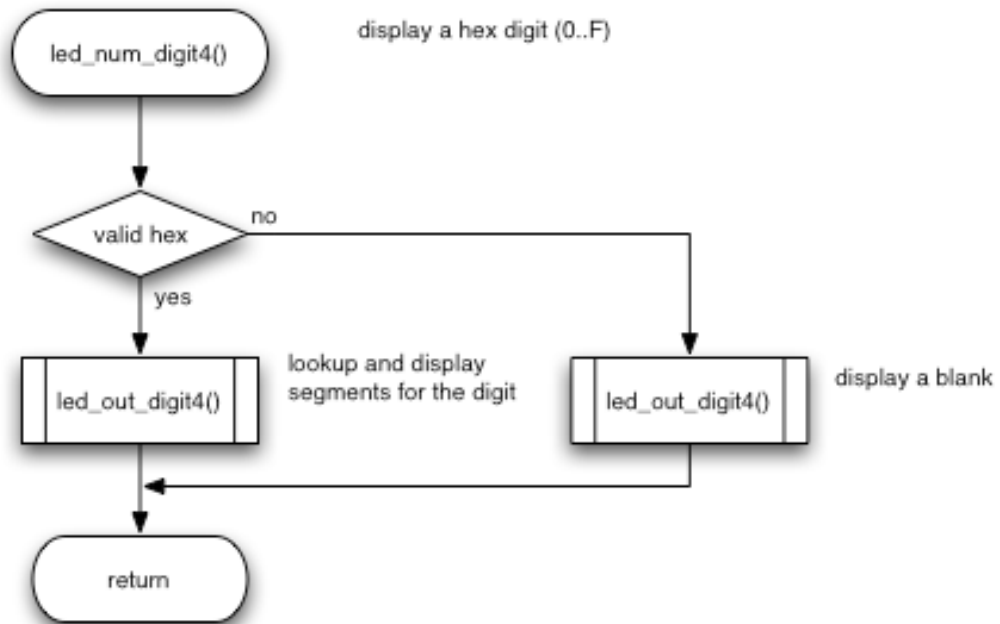 led_num_digit4()
display a hex digit (0..F)
valid hex
no
yes
led_out_digit4()
lookup and display
segments for the digit
led_out_digit4()
display a blank
return